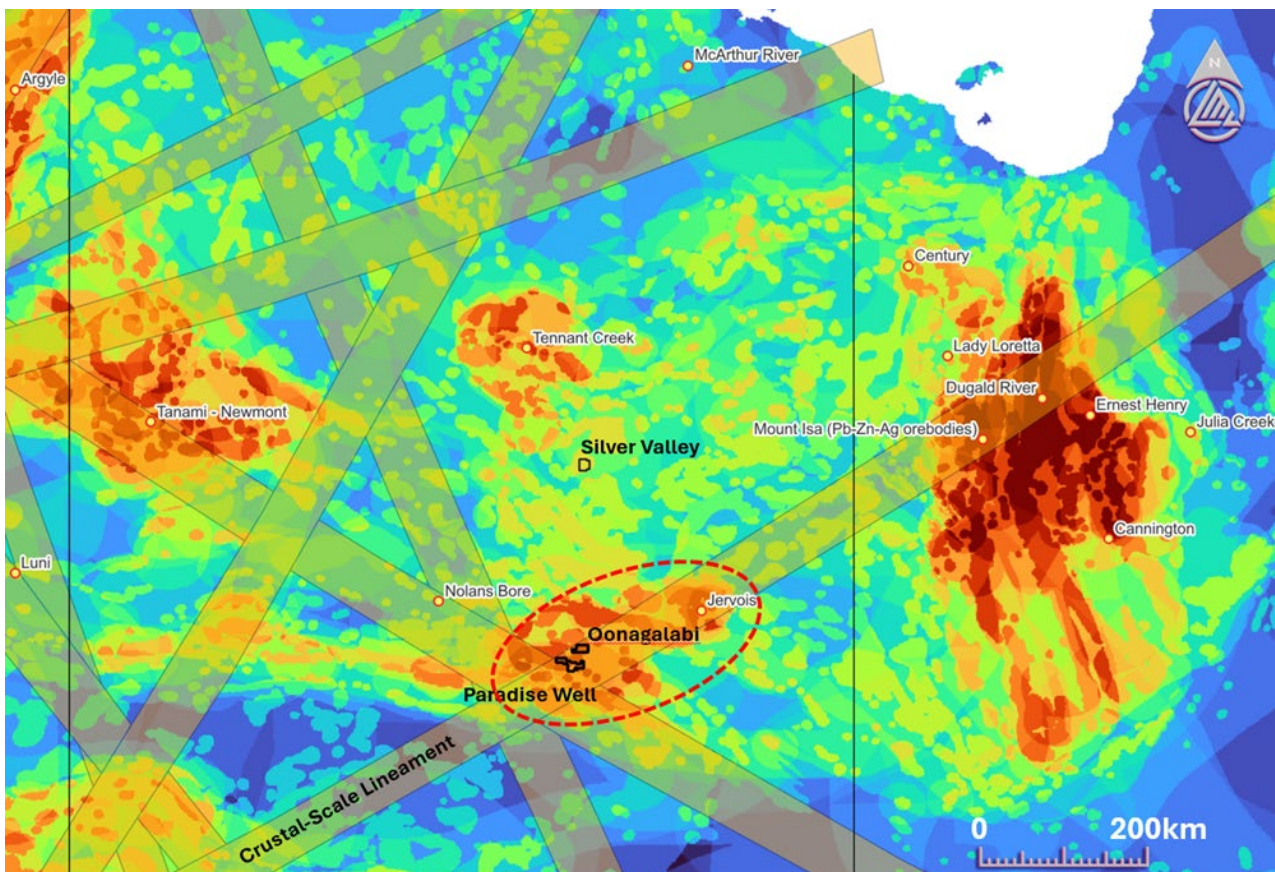 McArthur River
N
Argyle
Century
Tennant Creek
Lady Loretta
Dugald River
Ernest Henry
Tanami - Newmont
Mount Isa (Pb-Zn-Ag orebodies)
Julia Creek
Silver Valley
Cannington
Luni
Nolans Bore
Jervois
Oonagalabi
Paradise Well
Crustal-Scale Lineament
0 200km